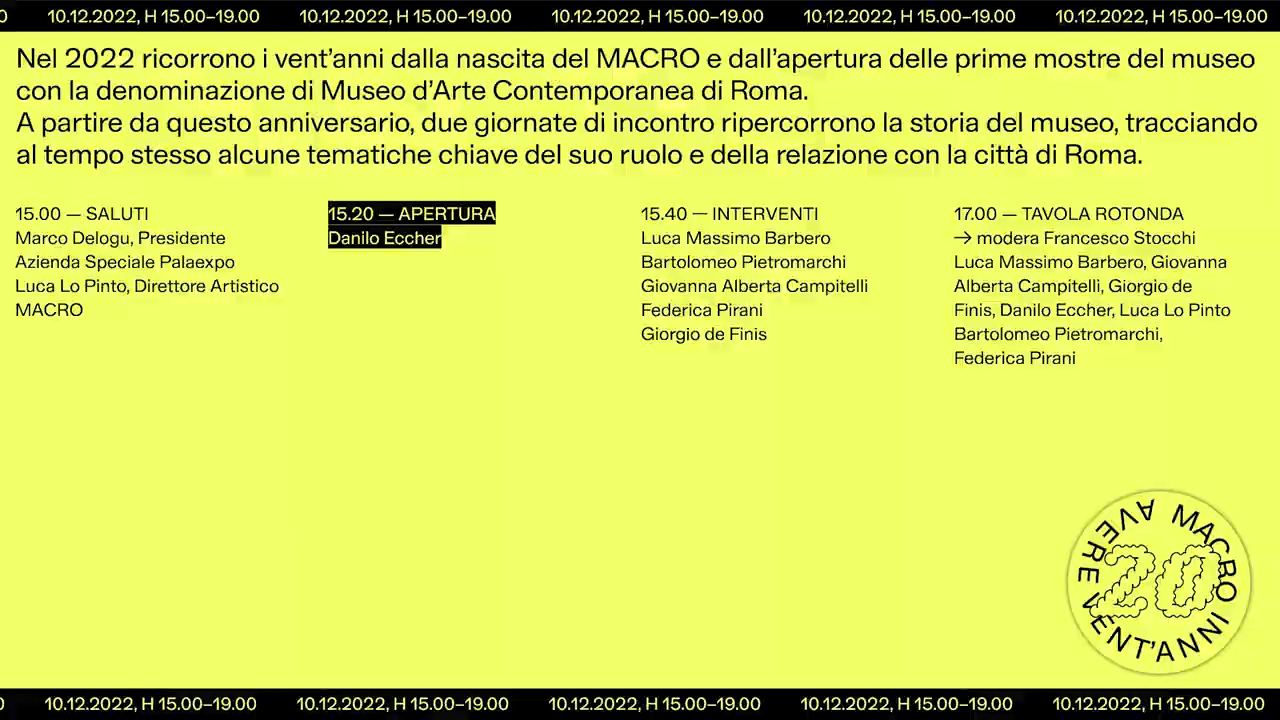 0 10.12.2022, H 15.00–19.00 10.12.2022, H 15.00–19.00 10.12.2022, H 15.00–19.00 10.12.2022, H 15.00–19.00 10.12.2022, H 15.00–19.00
Nel 2022 ricorrono i vent’anni dalla nascita del MACRO e dall’apertura delle prime mostre del museo
con la denominazione di Museo d’Arte Contemporanea di Roma.
A partire da questo anniversario, due giornate di incontro ripercorrono la storia del museo, tracciando
al tempo stesso alcune tematiche chiave del suo ruolo e della relazione con la città di Roma.
15.00 — SALUTI
Marco Delogu, Presidente
Azienda Speciale Palaexpo
Luca Lo Pinto, Direttore Artistico
MACRO
15.20 — APERTURA
Danilo Eccher
15.40 — INTERVENTI
Luca Massimo Barbero
Bartolomeo Pietromarchi
Giovanna Alberta Campitelli
Federica Pirani
Giorgio de Finis
17.00 — TAVOLA ROTONDA
→ modera Francesco Stocchi
Luca Massimo Barbero, Giovanna
Alberta Campitelli, Giorgio de
Finis, Danilo Eccher, Luca Lo Pinto
Bartolomeo Pietromarchi,
Federica Pirani
MACRO
AVERE VENT’ANNI
20
0 10.12.2022, H 15.00–19.00 10.12.2022, H 15.00–19.00 10.12.2022, H 15.00–19.00 10.12.2022, H 15.00–19.00 10.12.2022, H 15.00–19.00